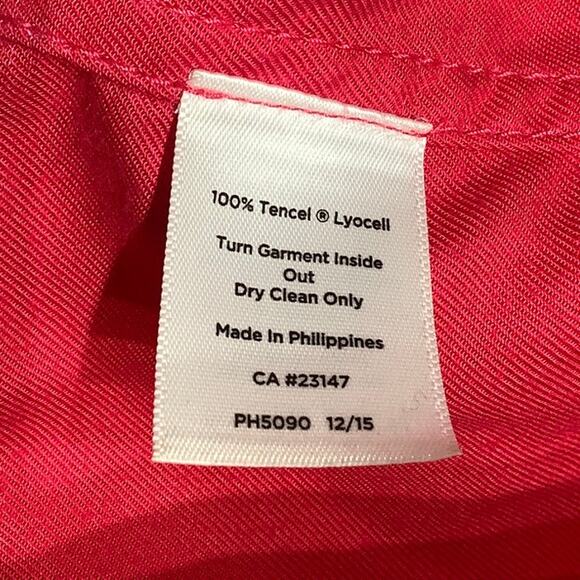 100% Tencel ® Lyocell
Turn Garment Inside
Out
Dry Clean Only
Made In Philippines
CA #23147
PH5090 12/15